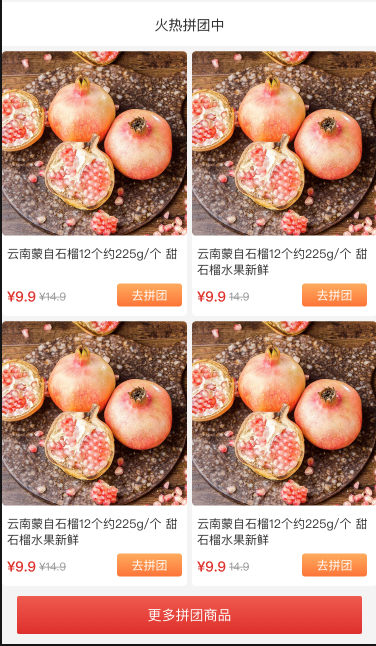 火热拼团中
云南蒙自石榴12个约225g/个 甜
¥9.9 ¥14.9 去拼团
云南蒙自石榴12个约225g/个 甜
石榴水果新鲜
¥9.9 14.9 去拼团
云南蒙自石榴12个约225g/个 甜
石榴水果新鲜
¥9.9 ¥14.9 去拼团
云南蒙自石榴12个约225g/个 甜
石榴水果新鲜
¥9.9 14.9 去拼团
更多拼团商品